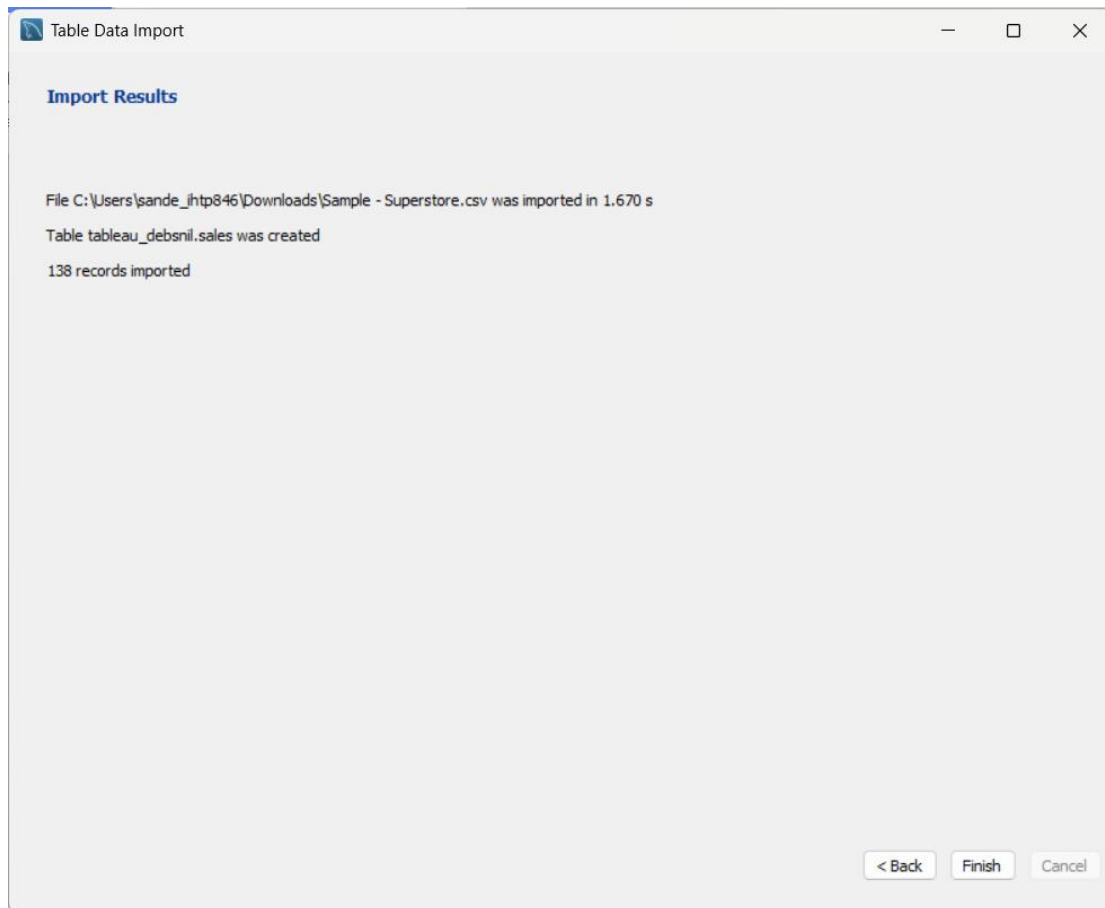 Table Data Import
Import Results
File C:\Users\sande_ihtp846\Downloads\Sample - Superstore.csv was imported in 1.670 s
Table tableau_debsnil.sales was created
138 records imported
< Back Finish Cancel